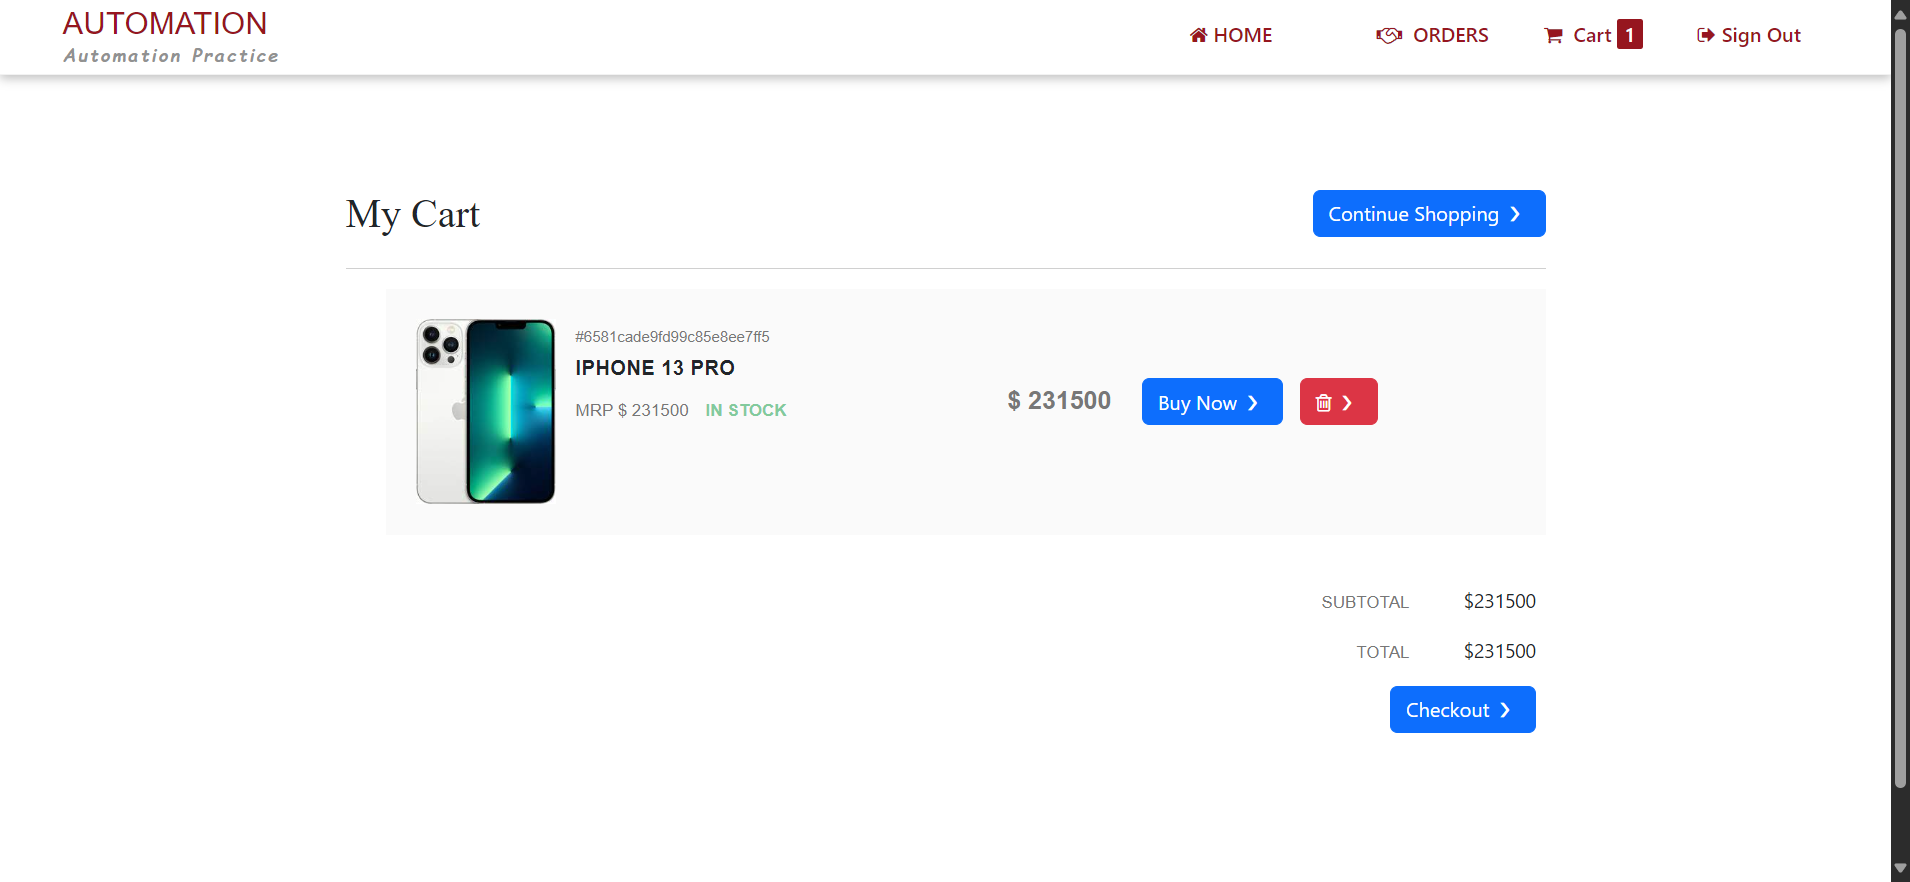 AUTOMATION
Automation Practice
HOME
ORDERS
Cart 1
Sign Out
My Cart
Continue Shopping ❯
#6581cade9fd99c85e8ee7ff5
IPHONE 13 PRO
MRP $ 231500 IN STOCK
$ 231500
Buy Now ❯
❯
SUBTOTAL $231500
TOTAL $231500
Checkout ❯